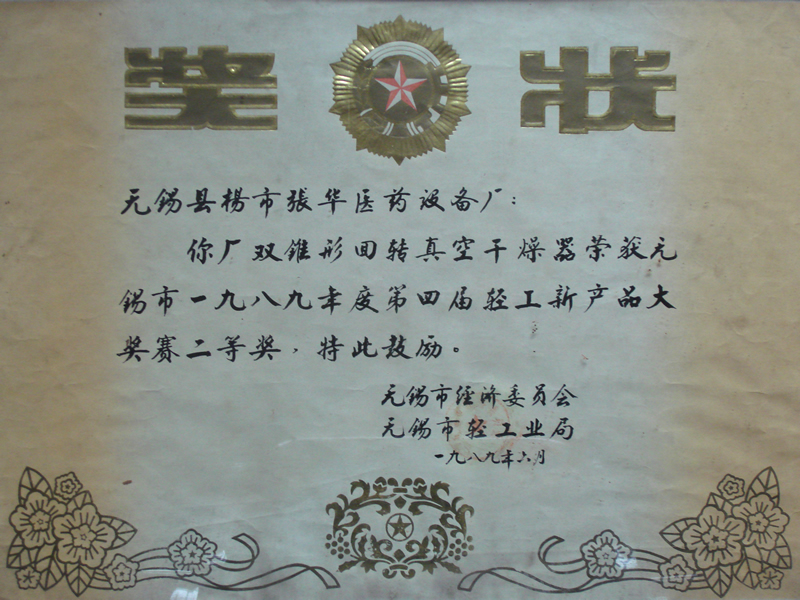 奖状
无锡县杨市张华医药设备厂：
你厂双锥形回转真空干燥器荣获无
锡市一九八九年度第四届轻工新产品大
奖赛二等奖，特此鼓励。
无锡市经济委员会
无锡市轻工业局
一九八九年六月